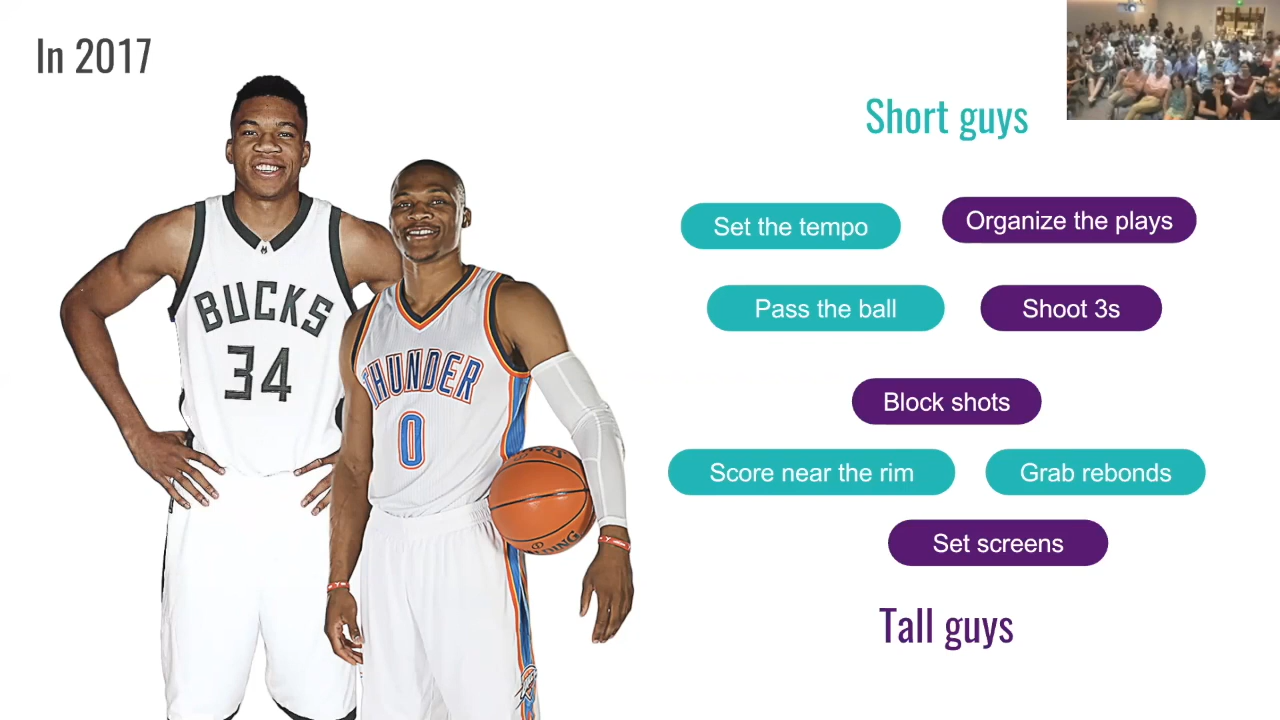 In 2017
Short guys
Set the tempo
Organize the plays
Pass the ball
Shoot 3s
Block shots
Score near the rim
Grab rebonds
Set screens
Tall guys
BUCKS
34
THUNDER
0
SPALDING